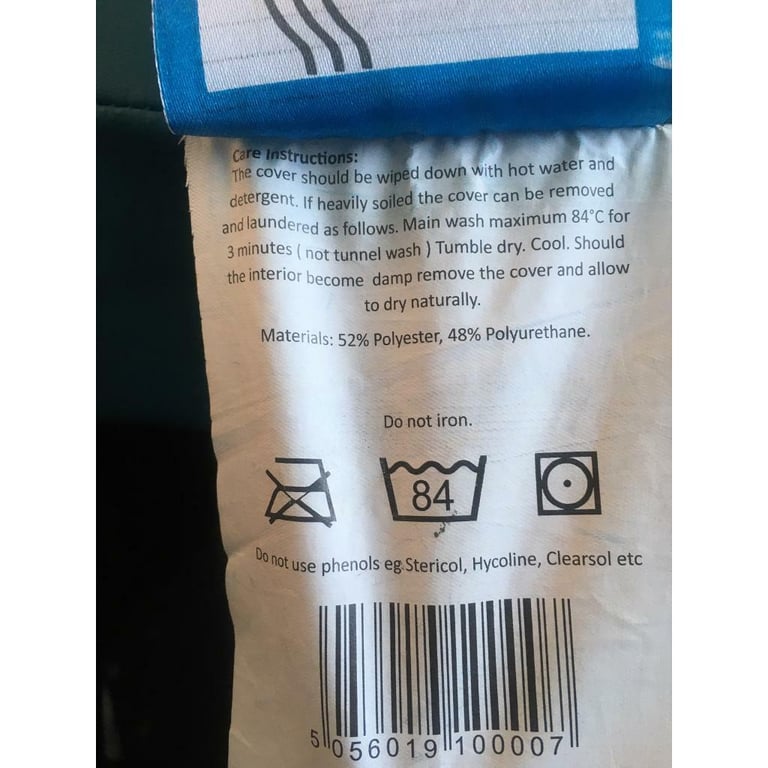 Care Instructions:
The cover should be wiped down with hot water and
detergent. If heavily soiled the cover can be removed
and laundered as follows. Main wash maximum 84°C for
3 minutes ( not tunnel wash ) Tumble dry. Cool. Should
the interior become damp remove the cover and allow
to dry naturally.
Materials: 52% Polyester, 48% Polyurethane.
Do not iron.
84
Do not use phenols eg.Stericol, Hycoline, Clearsol etc
5 056019 100007